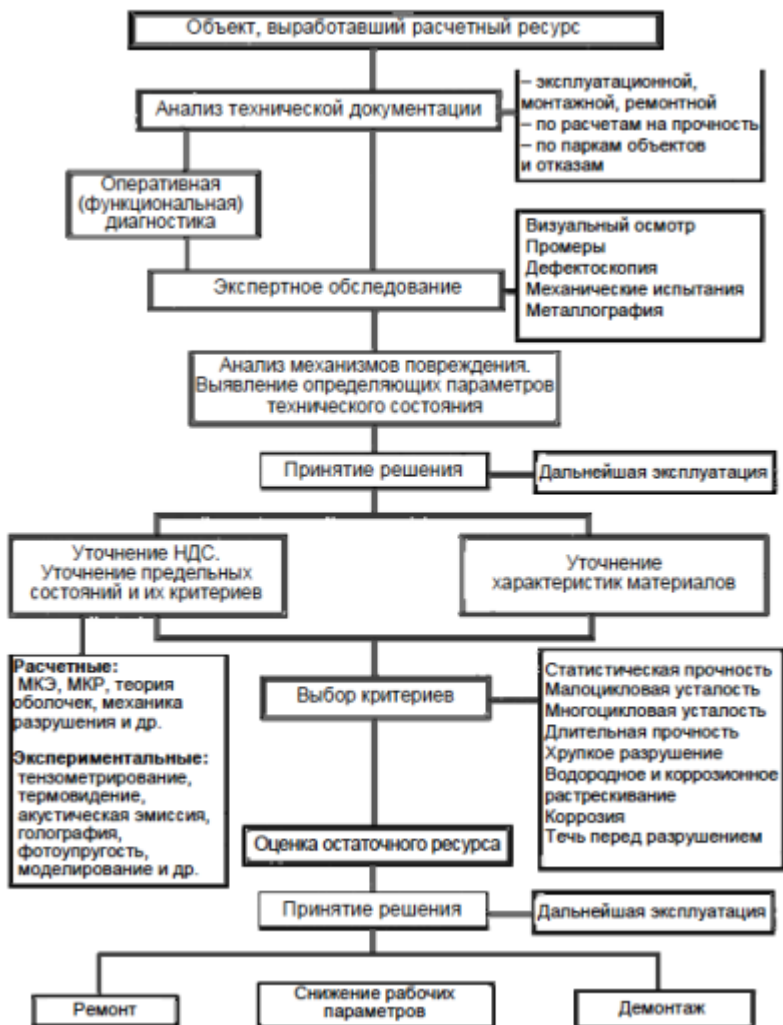 Объект, выработавший расчетный ресурс
Анализ технической документации
– эксплуатационной,
монтажной, ремонтной
– по расчетам на прочность
– по паркам объектов
и отказам
Оперативная
(функциональная)
диагностика
Экспертное обследование
Визуальный осмотр
Промеры
Дефектоскопия
Механические испытания
Металлография
Анализ механизмов повреждения.
Выявление определяющих параметров
технического состояния
Принятие решения
Дальнейшая эксплуатация
Уточнение НДС.
Уточнение предельных
состояний и их критериев
Уточнение
характеристик материалов
Расчетные:
МКЭ, МКР, теория
оболочек, механика
разрушения и др.
Экспериментальные:
тензометрирование,
термовидение,
акустическая эмиссия,
голография,
фотоупругость,
моделирование и др.
Выбор критериев
Статистическая прочность
Малоцикловая усталость
Многоцикловая усталость
Длительная прочность
Хрупкое разрушение
Водородное и коррозионное
растрескивание
Коррозия
Течь перед разрушением
Оценка остаточного ресурса
Принятие решения
Дальнейшая эксплуатация
Ремонт
Снижение рабочих
параметров
Демонтаж